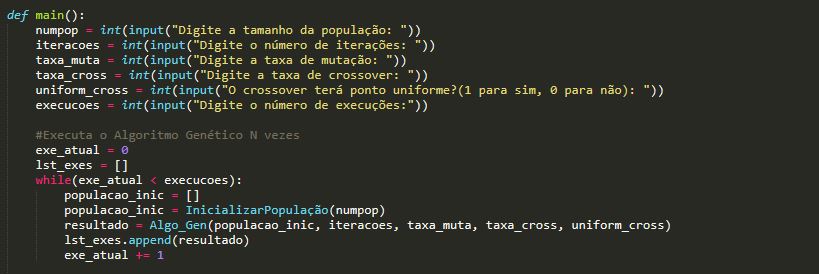 def main():
    numpop = int(input("Digite a tamanho da população: "))
    iteracoes = int(input("Digite o número de iterações: "))
    taxa_muta = int(input("Digite a taxa de mutação: "))
    taxa_cross = int(input("Digite a taxa de crossover: "))
    uniform_cross = int(input("O crossover terá ponto uniforme?(1 para sim, 0 para não): "))
    execucoes = int(input("Digite o número de execuções:"))

    #Executa o Algoritmo Genético N vezes
    exe_atual = 0
    lst_exes = []
    while(exe_atual < execucoes):
        populacao_inic = []
        populacao_inic = InicializarPopulação(numpop)
        resultado = Algo_Gen(populacao_inic, iteracoes, taxa_muta, taxa_cross, uniform_cross)
        lst_exes.append(resultado)
        exe_atual += 1